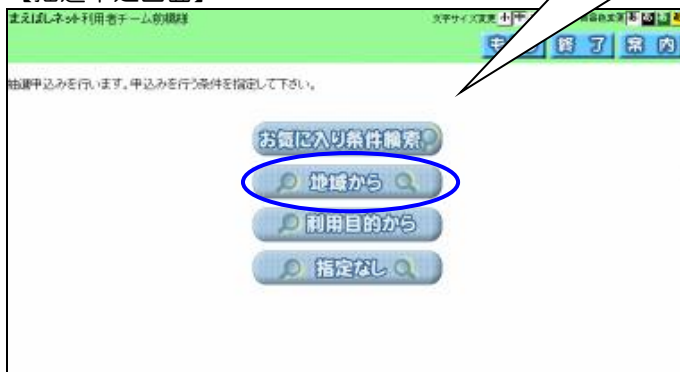 まえばしネット利用者チーム前橋様 文字サイズ変更 小 中
終了 案内
抽選申込みを行います。申込みを行う条件を指定して下さい。
お気に入り条件検索
地域から
利用目的から
指定なし